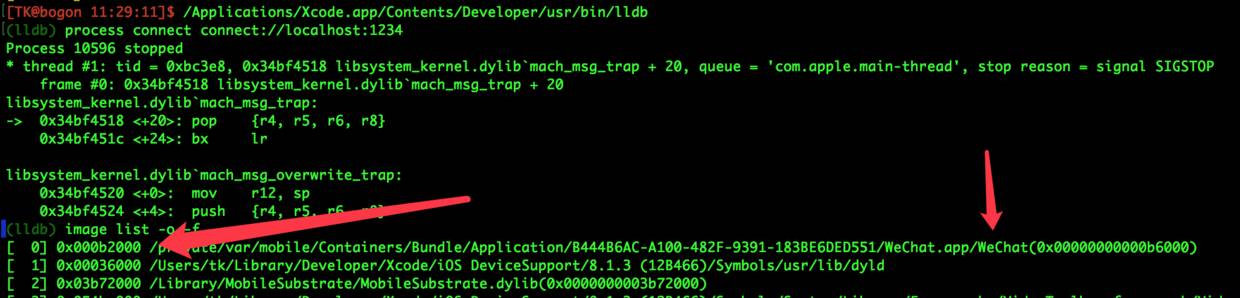 [TK@bogon 11:29:11]$ /Applications/Xcode.app/Contents/Developer/usr/bin/lldb
(lldb) process connect connect://localhost:1234
Process 10596 stopped
* thread #1: tid = 0xbc3e8, 0x34bf4518 libsystem_kernel.dylib`mach_msg_trap + 20, queue = 'com.apple.main-thread', stop reason = signal SIGSTOP
frame #0: 0x34bf4518 libsystem_kernel.dylib`mach_msg_trap + 20
libsystem_kernel.dylib`mach_msg_trap:
-> 0x34bf4518 <+20>: pop {r4, r5, r6, r8}
0x34bf451c <+24>: bx lr
libsystem_kernel.dylib`mach_msg_overwrite_trap:
0x34bf4520 <+0>: mov r12, sp
0x34bf4524 <+4>: push {r4, r5, r6, r8}
(lldb) image list -o -f
[ 0] 0x000b2000 /private/var/mobile/Containers/Bundle/Application/B444B6AC-A100-482F-9391-183BE6DED551/WeChat.app/WeChat(0x00000000000b6000)
[ 1] 0x00036000 /Users/tk/Library/Developer/Xcode/iOS DeviceSupport/8.1.3 (12B466)/Symbols/usr/lib/dyld
[ 2] 0x03b72000 /Library/MobileSubstrate/MobileSubstrate.dylib(0x0000000003b72000)